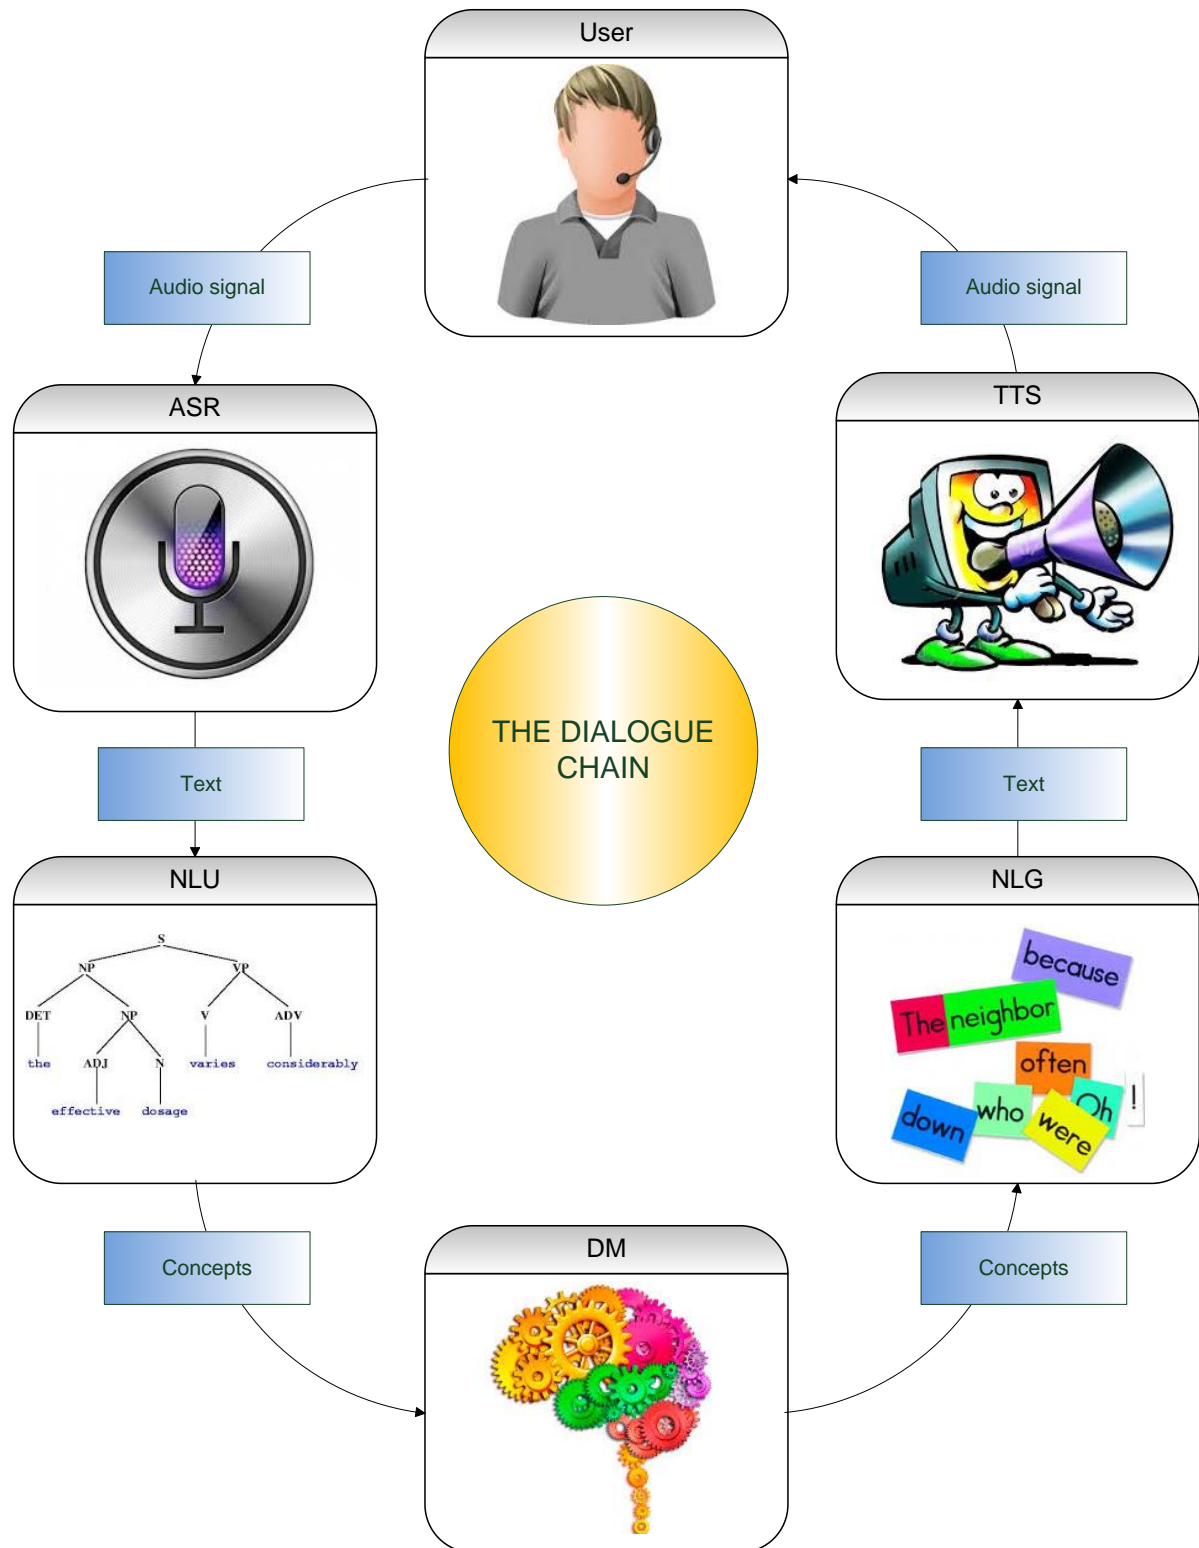 User
Audio signal
Audio signal
ASR
TTS
THE DIALOGUE
CHAIN
Text
Text
NLU
NLG
S
NP VP
DET NP V ADV
the ADJ N varies considerably
effective dosage
because
The neighbor
often
down who were Oh !
Concepts
Concepts
DM